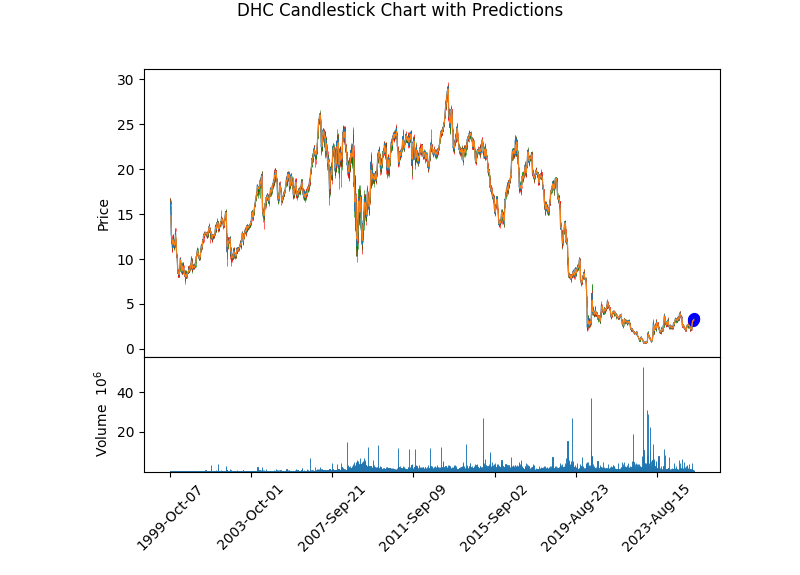 DHC Candlestick Chart with Predictions
30
25
20
15
10
5
0
Price
40
20
Volume 10^6
1999-Oct-07
2003-Oct-01
2007-Sep-21
2011-Sep-09
2015-Sep-02
2019-Aug-23
2023-Aug-15